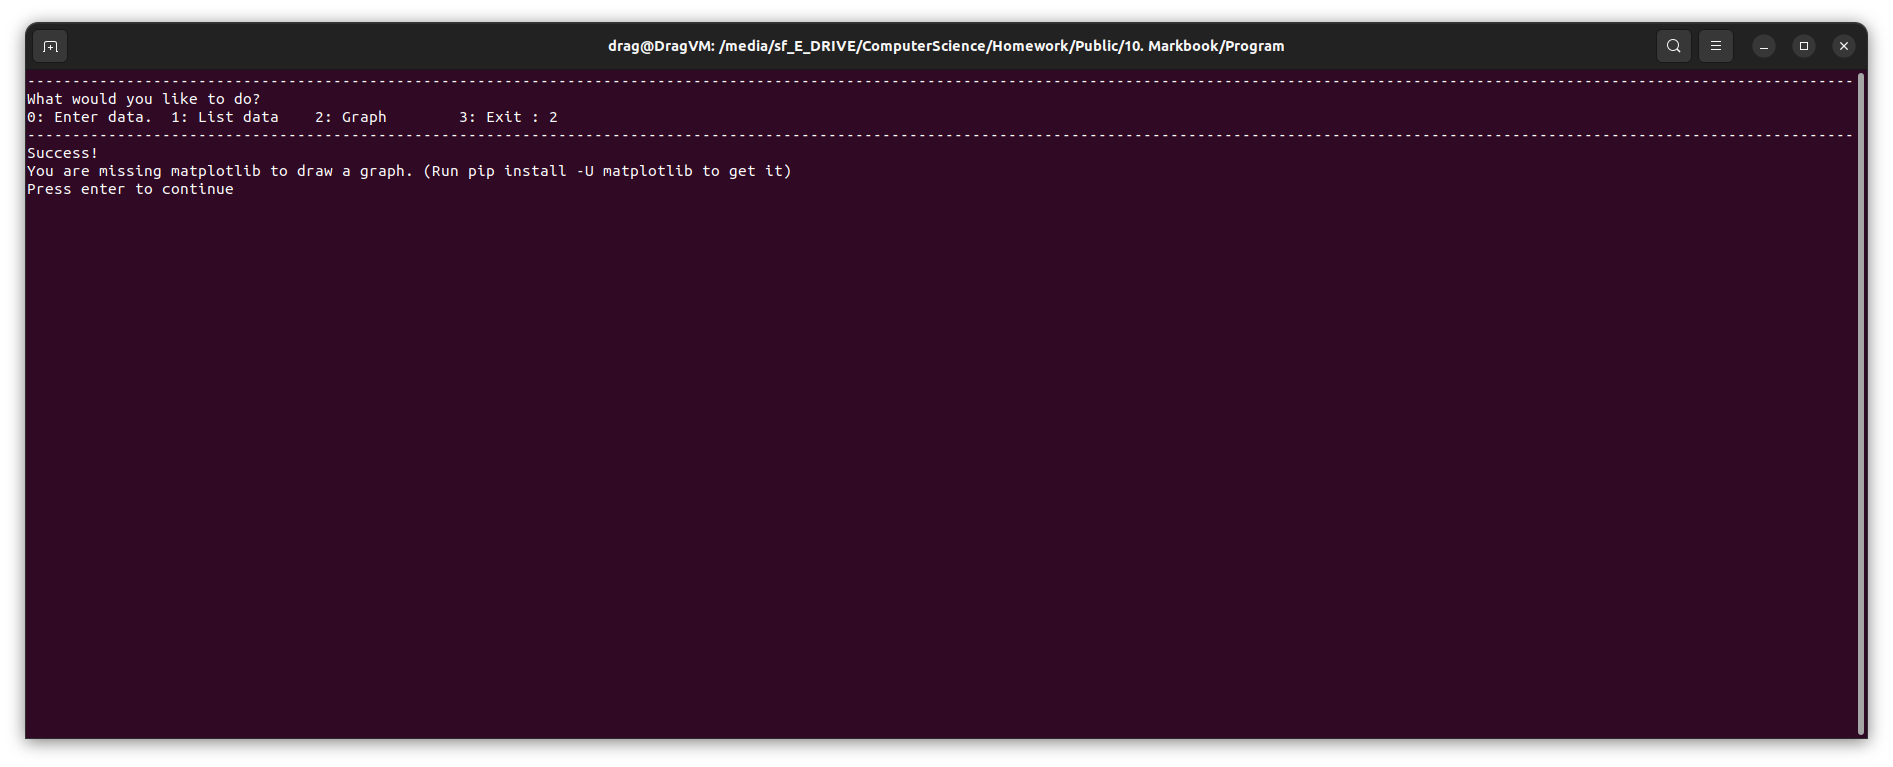 drag@DragVM: /media/sf_E_DRIVE/ComputerScience/Homework/Public/10. Markbook/Program
-----------------------------------------------------------------------------------------------------------------------------------------------------------------------------------------------------------
What would you like to do?
0: Enter data.  1: List data    2: Graph        3: Exit : 2
-----------------------------------------------------------------------------------------------------------------------------------------------------------------------------------------------------------
Success!
You are missing matplotlib to draw a graph. (Run pip install -U matplotlib to get it)
Press enter to continue